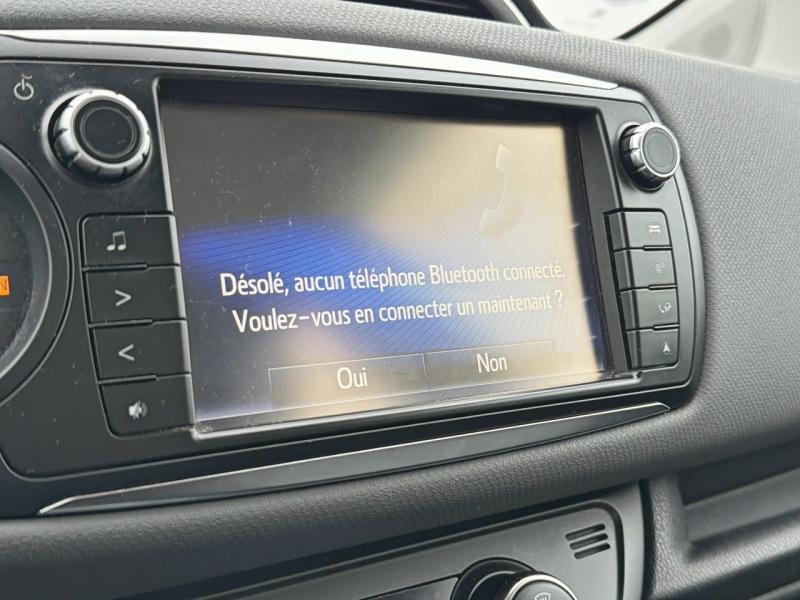 Désolé, aucun téléphone Bluetooth connecté.
Voulez-vous en connecter un maintenant ?
Oui
Non